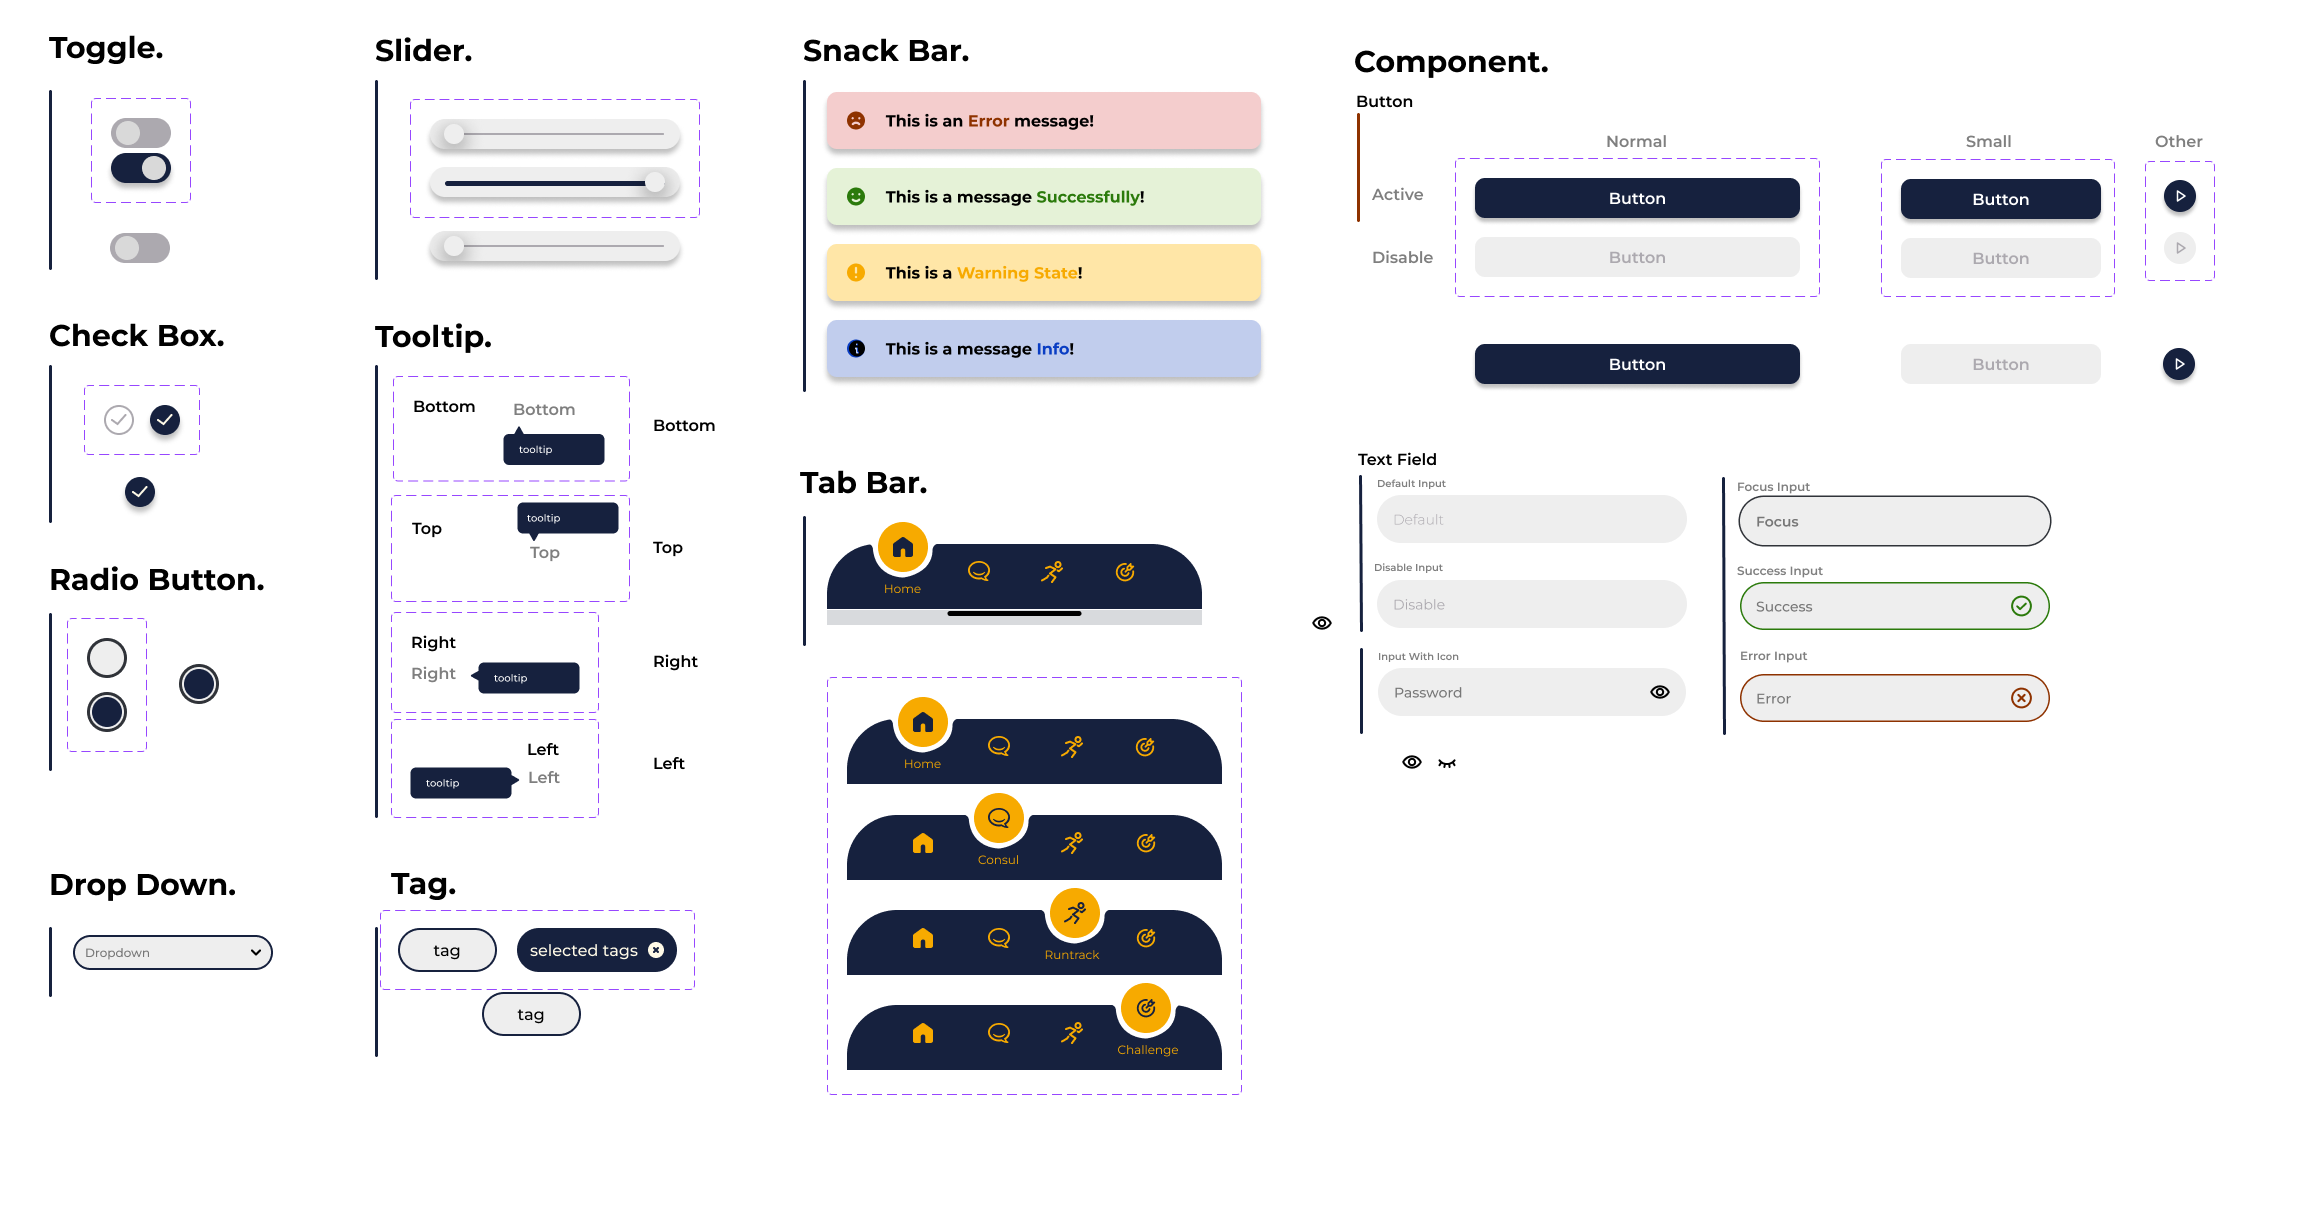 Toggle.
Check Box.
Radio Button.
Drop Down.
Dropdown
Slider.
Tooltip.
Bottom
Bottom
tooltip
Bottom
Top
tooltip
Top
Top
Right
Right
tooltip
Right
Left
Left
tooltip
Left
Tag.
tag
selected tags
tag
Snack Bar.
This is an Error message!
This is a message Successfully!
This is a Warning State!
This is a message Info!
Tab Bar.
Home
Home
Consul
Runtrack
Challenge
Component.
Button
Normal
Small
Other
Active
Button
Button
Disable
Button
Button
Button
Button
Text Field
Default Input
Default
Disable Input
Disable
Input With Icon
Password
Focus Input
Focus
Success Input
Success
Error Input
Error